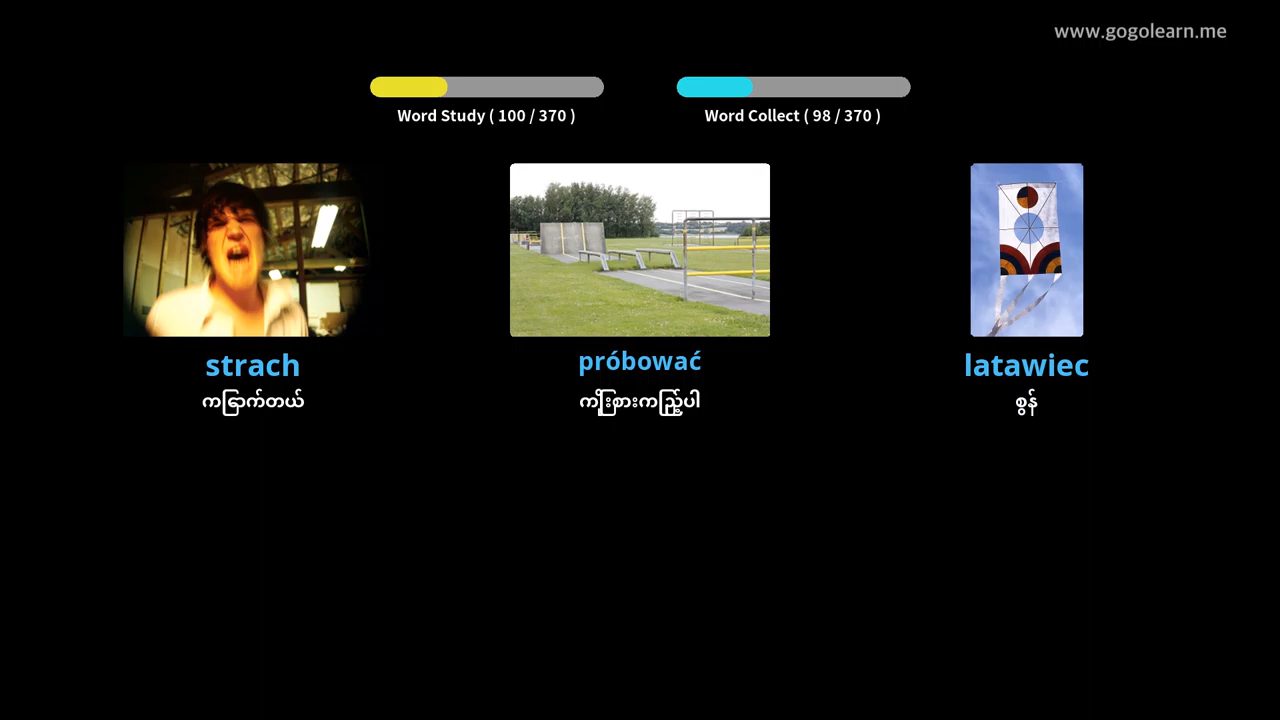 www.gogolearn.me
Word Study ( 100 / 370 )
Word Collect ( 98 / 370 )
strach
próbować
latawiec
ကြောက်တယ်
ကြိုးစားကြည့်ပါ
စွန်